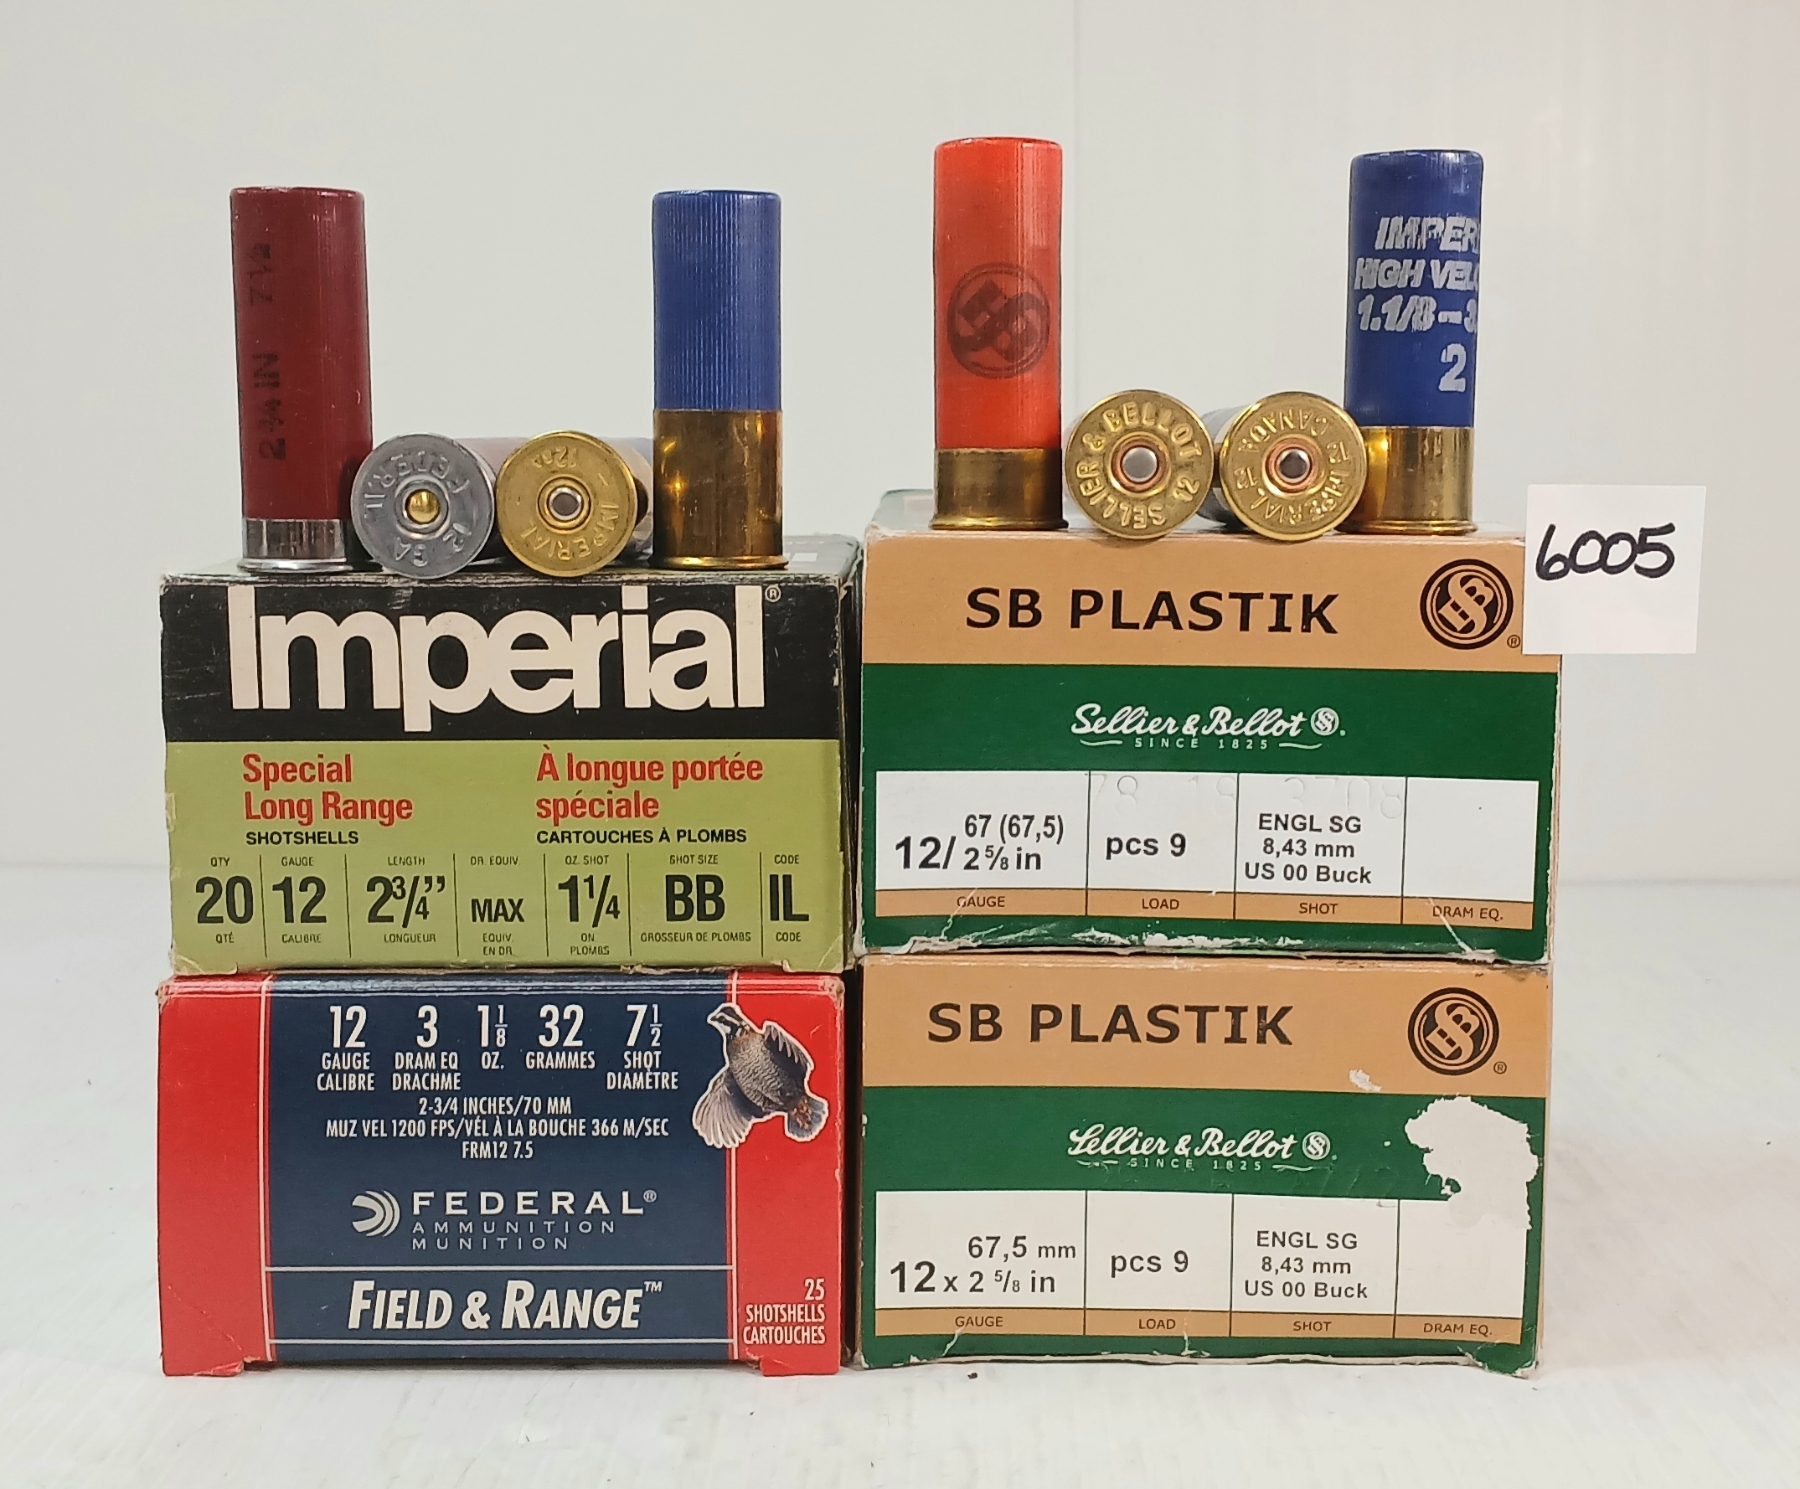 2 3/4 IN 7 1/2
FEDERAL
12 GA
IMPERIAL
12GA
SELLIER & BELLOT 12
12 IMPERIAL 12 CANADA
IMPER
HIGH VEL
1.1/8 - 3
2
6005
Imperial®
Special
Long Range
SHOTSHELLS
À longue portée
spéciale
CARTOUCHES À PLOMBS
QTY GAUGE LENGTH DR. EQUIV. OZ. SHOT SHOT SIZE CODE
20 12 2 3/4" MAX 1 1/4 BB IL
QTÉ CALIBRE LONGUEUR EQUIV. EN DR. ON. PLOMBS GROSSEUR DE PLOMBS CODE
12 3 1 1/8 32 7 1/2
GAUGE DRAM EQ OZ. GRAMMES SHOT
CALIBRE DRACHME DIAMÈTRE
2-3/4 INCHES/70 MM
MUZ VEL 1200 FPS/VÉL À LA BOUCHE 366 M/SEC
FRM12 7.5
FEDERAL®
AMMUNITION
MUNITION
FIELD & RANGE™
25
SHOTSHELLS
CARTOUCHES
SB PLASTIK
®
Sellier & Bellot
SINCE 1825
12/ 67 (67,5)
2 5/8 in
pcs 9
ENGL SG
8,43 mm
US 00 Buck
GAUGE LOAD SHOT DRAM EQ.
SB PLASTIK
®
Sellier & Bellot
SINCE 1825
67,5 mm
12 x 2 5/8 in
pcs 9
ENGL SG
8,43 mm
US 00 Buck
GAUGE LOAD SHOT DRAM EQ.